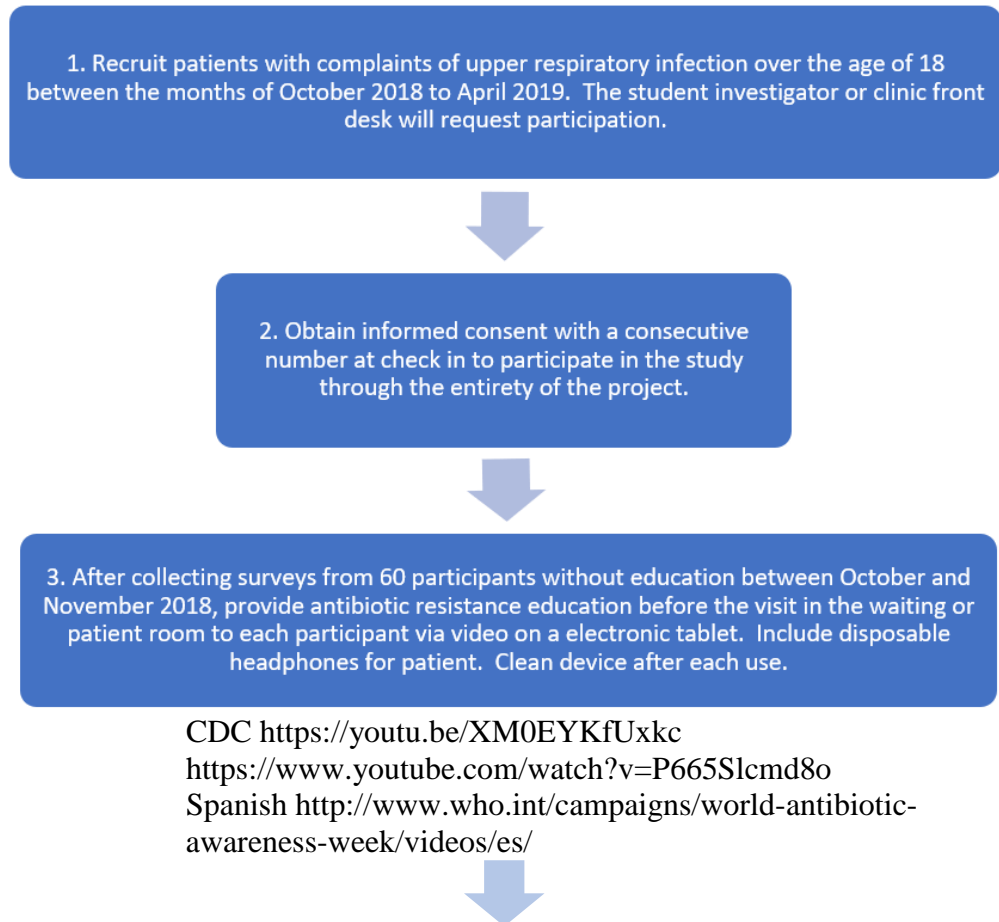 1. Recruit patients with complaints of upper respiratory infection over the age of 18
between the months of October 2018 to April 2019.  The student investigator or clinic front
desk will request participation.
2. Obtain informed consent with a consecutive
number at check in to participate in the study
through the entirety of the project.
3. After collecting surveys from 60 participants without education between October and
November 2018, provide antibiotic resistance education before the visit in the waiting or
patient room to each participant via video on a electronic tablet.  Include disposable
headphones for patient.  Clean device after each use.
CDC https://youtu.be/XM0EYKfUxkc
https://www.youtube.com/watch?v=P665Slcmd8o
Spanish http://www.who.int/campaigns/world-antibiotic-
awareness-week/videos/es/